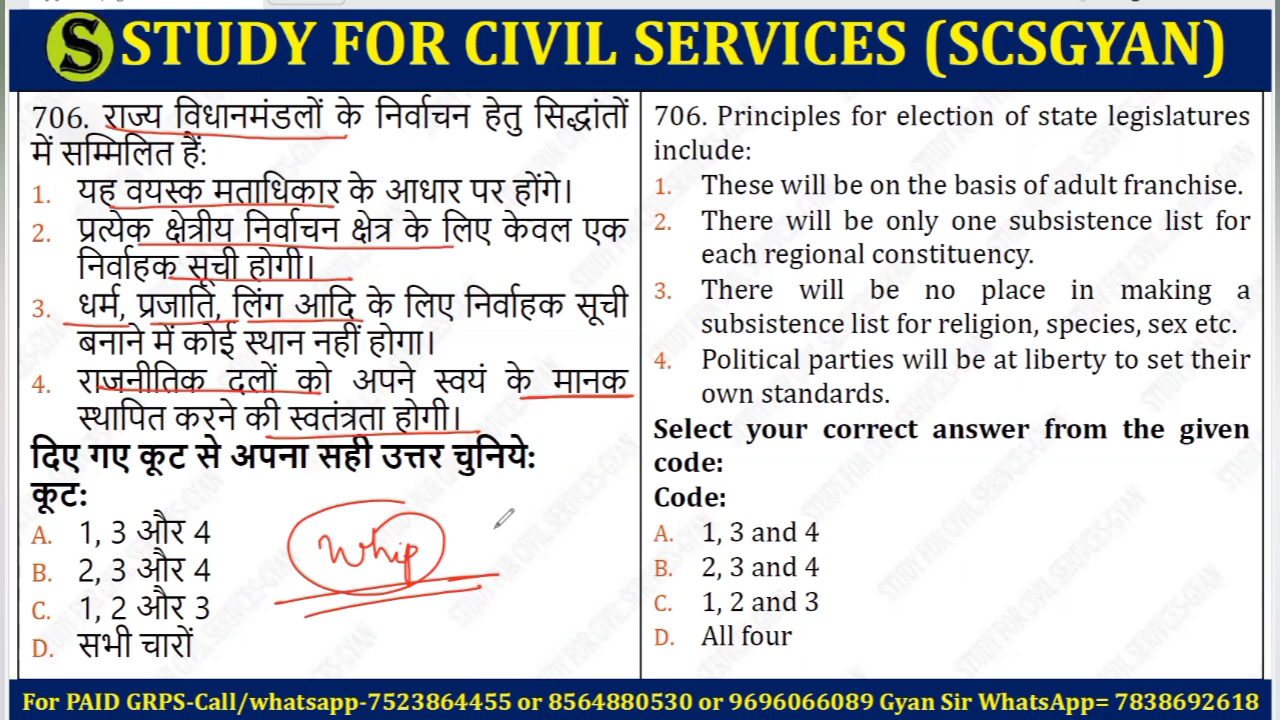 S STUDY FOR CIVIL SERVICES (SCSGYAN)
706. राज्य विधानमंडलों के निर्वाचन हेतु सिद्धांतों
में सम्मिलित हैं:
1. यह वयस्क मताधिकार के आधार पर होंगे।
2. प्रत्येक क्षेत्रीय निर्वाचन क्षेत्र के लिए केवल एक
निर्वाहक सूची होगी।
3. धर्म, प्रजाति, लिंग आदि के लिए निर्वाहक सूची
बनाने में कोई स्थान नहीं होगा।
4. राजनीतिक दलों को अपने स्वयं के मानक
स्थापित करने की स्वतंत्रता होगी।
दिए गए कूट से अपना सही उत्तर चुनिये:
कूट:
A. 1, 3 और 4
B. 2, 3 और 4
C. 1, 2 और 3
D. सभी चारों
Whip
706. Principles for election of state legislatures
include:
1. These will be on the basis of adult franchise.
2. There will be only one subsistence list for
each regional constituency.
3. There will be no place in making a
subsistence list for religion, species, sex etc.
4. Political parties will be at liberty to set their
own standards.
Select your correct answer from the given
code:
Code:
A. 1, 3 and 4
B. 2, 3 and 4
C. 1, 2 and 3
D. All four
For PAID GRPS-Call/whatsapp-7523864455 or 8564880530 or 9696066089 Gyan Sir WhatsApp= 7838692618